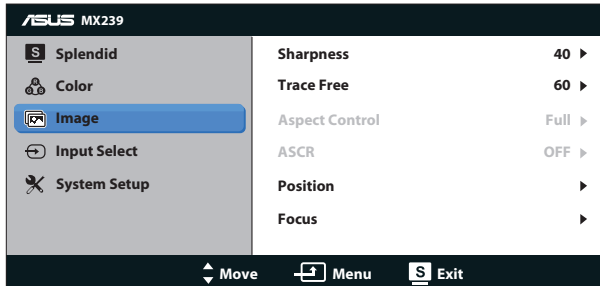 ASUS MX239
S Splendid
Color
Image
Input Select
System Setup
Sharpness 40
Trace Free 60
Aspect Control Full
ASCR OFF
Position
Focus
Move Menu S Exit